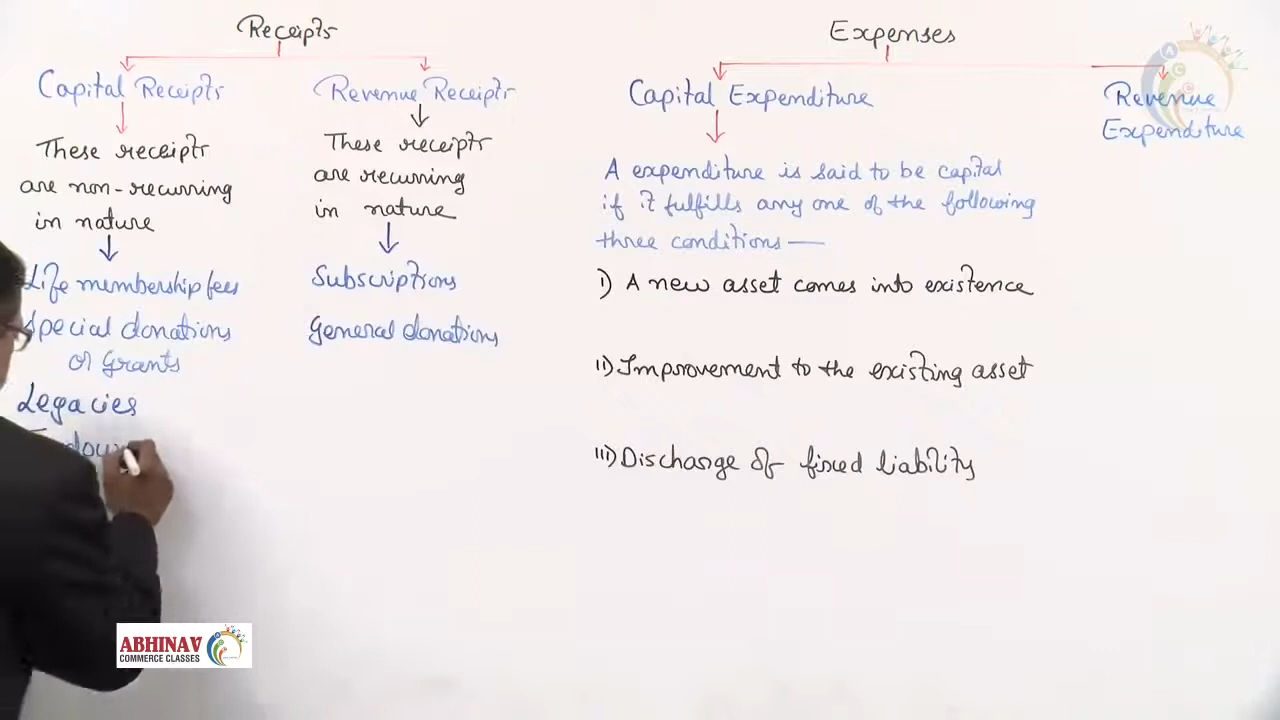 Receipts
Capital Receipts
These receipts
are non-recurring
in nature
Life membership fees
Special donations
or Grants
Legacies
Revenue Receipts
These receipts
are recurring
in nature
Subscriptions
General donations
Expenses
Capital Expenditure
A expenditure is said to be capital
if it fulfills any one of the following
three conditions —
i) A new asset comes into existence
ii) Improvement to the existing asset
iii) Discharge of fixed liability
Revenue
Expenditure
ABHINAV
COMMERCE CLASSES